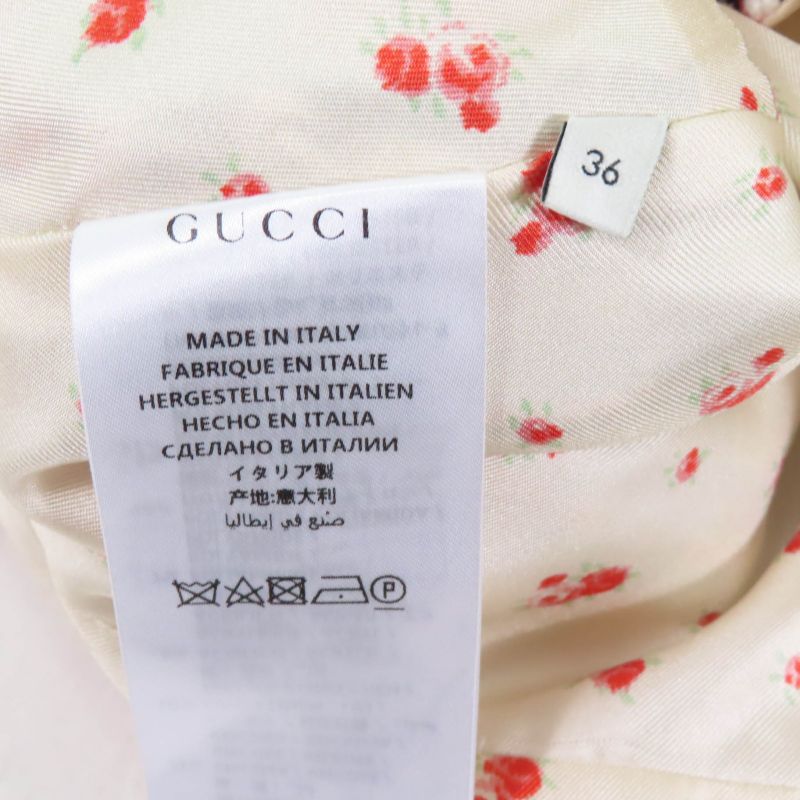 36
GUCCI
MADE IN ITALY
FABRIQUE EN ITALIE
HERGESTELLT IN ITALIEN
HECHO EN ITALIA
СДЕЛАНО В ИТАЛИИ
イタリア製
产地:意大利
صنع في إيطاليا
P